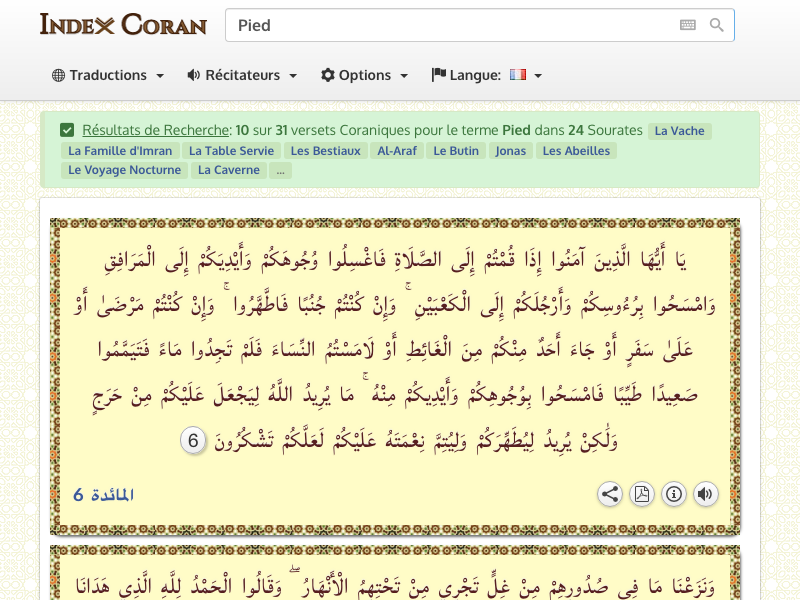 Index Coran
Pied
Traductions Récitateurs Options Langue:
Résultats de Recherche: 10 sur 31 versets Coraniques pour le terme Pied dans 24 Sourates La Vache
La Famille d'Imran La Table Servie Les Bestiaux Al-Araf Le Butin Jonas Les Abeilles
Le Voyage Nocturne La Caverne ...
يَا أَيُّهَا الَّذِينَ آمَنُوا إِذَا قُمْتُمْ إِلَى الصَّلَاةِ فَاغْسِلُوا وُجُوهَكُمْ وَأَيْدِيَكُمْ إِلَى الْمَرَافِقِ
وَامْسَحُوا بِرُءُوسِكُمْ وَأَرْجُلَكُمْ إِلَى الْكَعْبَيْنِ ۚ وَإِنْ كُنْتُمْ جُنُبًا فَاطَّهَّرُوا ۚ وَإِنْ كُنْتُمْ مَرْضَىٰ أَوْ
عَلَىٰ سَفَرٍ أَوْ جَاءَ أَحَدٌ مِنْكُمْ مِنَ الْغَائِطِ أَوْ لَامَسْتُمُ النِّسَاءَ فَلَمْ تَجِدُوا مَاءً فَتَيَمَّمُوا
صَعِيدًا طَيِّبًا فَامْسَحُوا بِوُجُوهِكُمْ وَأَيْدِيكُمْ مِنْهُ ۚ مَا يُرِيدُ اللَّهُ لِيَجْعَلَ عَلَيْكُمْ مِنْ حَرَجٍ
وَلَٰكِنْ يُرِيدُ لِيُطَهِّرَكُمْ وَلِيُتِمَّ نِعْمَتَهُ عَلَيْكُمْ لَعَلَّكُمْ تَشْكُرُونَ 6
المائدة 6
وَنَزَعْنَا مَا فِي صُدُورِهِمْ مِنْ غِلٍّ تَجْرِي مِنْ تَحْتِهِمُ الْأَنْهَارُ ۖ وَقَالُوا الْحَمْدُ لِلَّهِ الَّذِي هَدَانَا